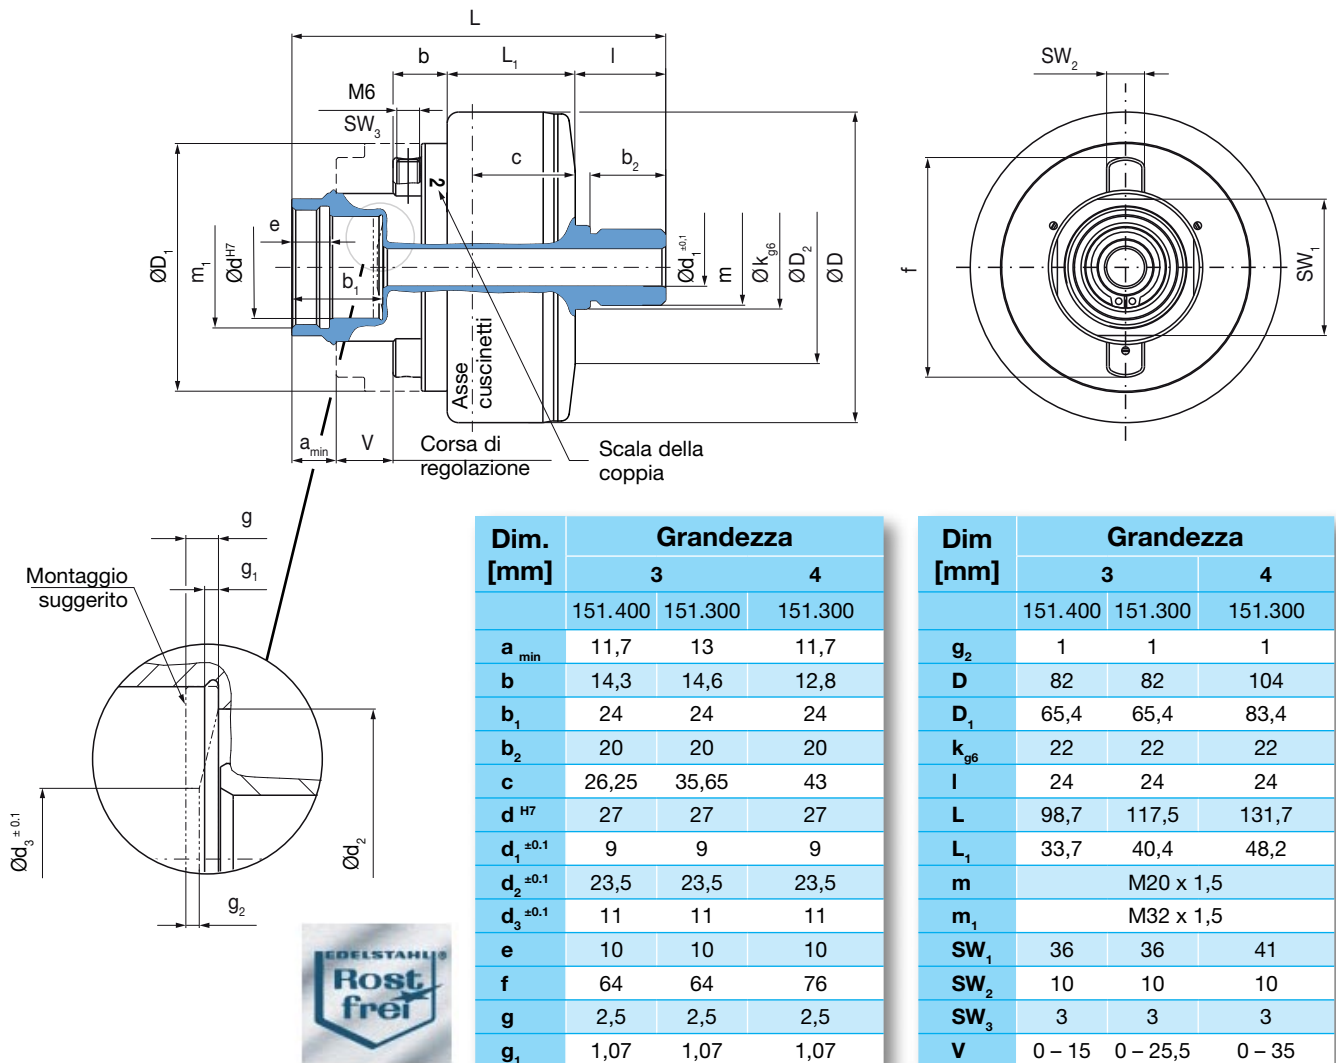 L
b
L₁
l
M6
SW₃
c
b₂
2
e
ØD₁
m₁
Ød H7
b₁
Ød₁ ±0,1
m
Øk g6
ØD₂
ØD
Asse
cuscinetti
a min
V
Corsa di
regolazione
Scala della
coppia
SW₂
f
SW₁
g
g₁
Montaggio
suggerito
Ød₃ ± 0.1
Ød₂
g₂
EDELSTAHL®
Rost
frei
Dim. [mm] Grandezza
3 4
151.400 151.300 151.300
a min 11,7 13 11,7
b 14,3 14,6 12,8
b₁ 24 24 24
b₂ 20 20 20
c 26,25 35,65 43
d H7 27 27 27
d₁ ±0.1 9 9 9
d₂ ±0.1 23,5 23,5 23,5
d₃ ±0.1 11 11 11
e 10 10 10
f 64 64 76
g 2,5 2,5 2,5
g₁ 1,07 1,07 1,07
Dim [mm] Grandezza
3 4
151.400 151.300 151.300
g₂ 1 1 1
D 82 82 104
D₁ 65,4 65,4 83,4
k g6 22 22 22
l 24 24 24
L 98,7 117,5 131,7
L₁ 33,7 40,4 48,2
m M20 x 1,5
m₁ M32 x 1,5
SW₁ 36 36 41
SW₂ 10 10 10
SW₃ 3 3 3
V 0 – 15 0 – 25,5 0 – 35